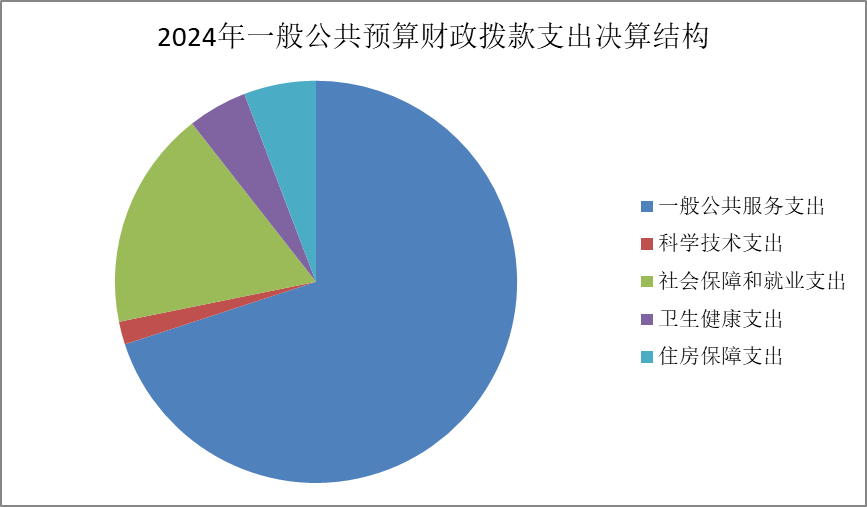 2024年一般公共预算财政拨款支出决算结构
一般公共服务支出
科学技术支出
社会保障和就业支出
卫生健康支出
住房保障支出